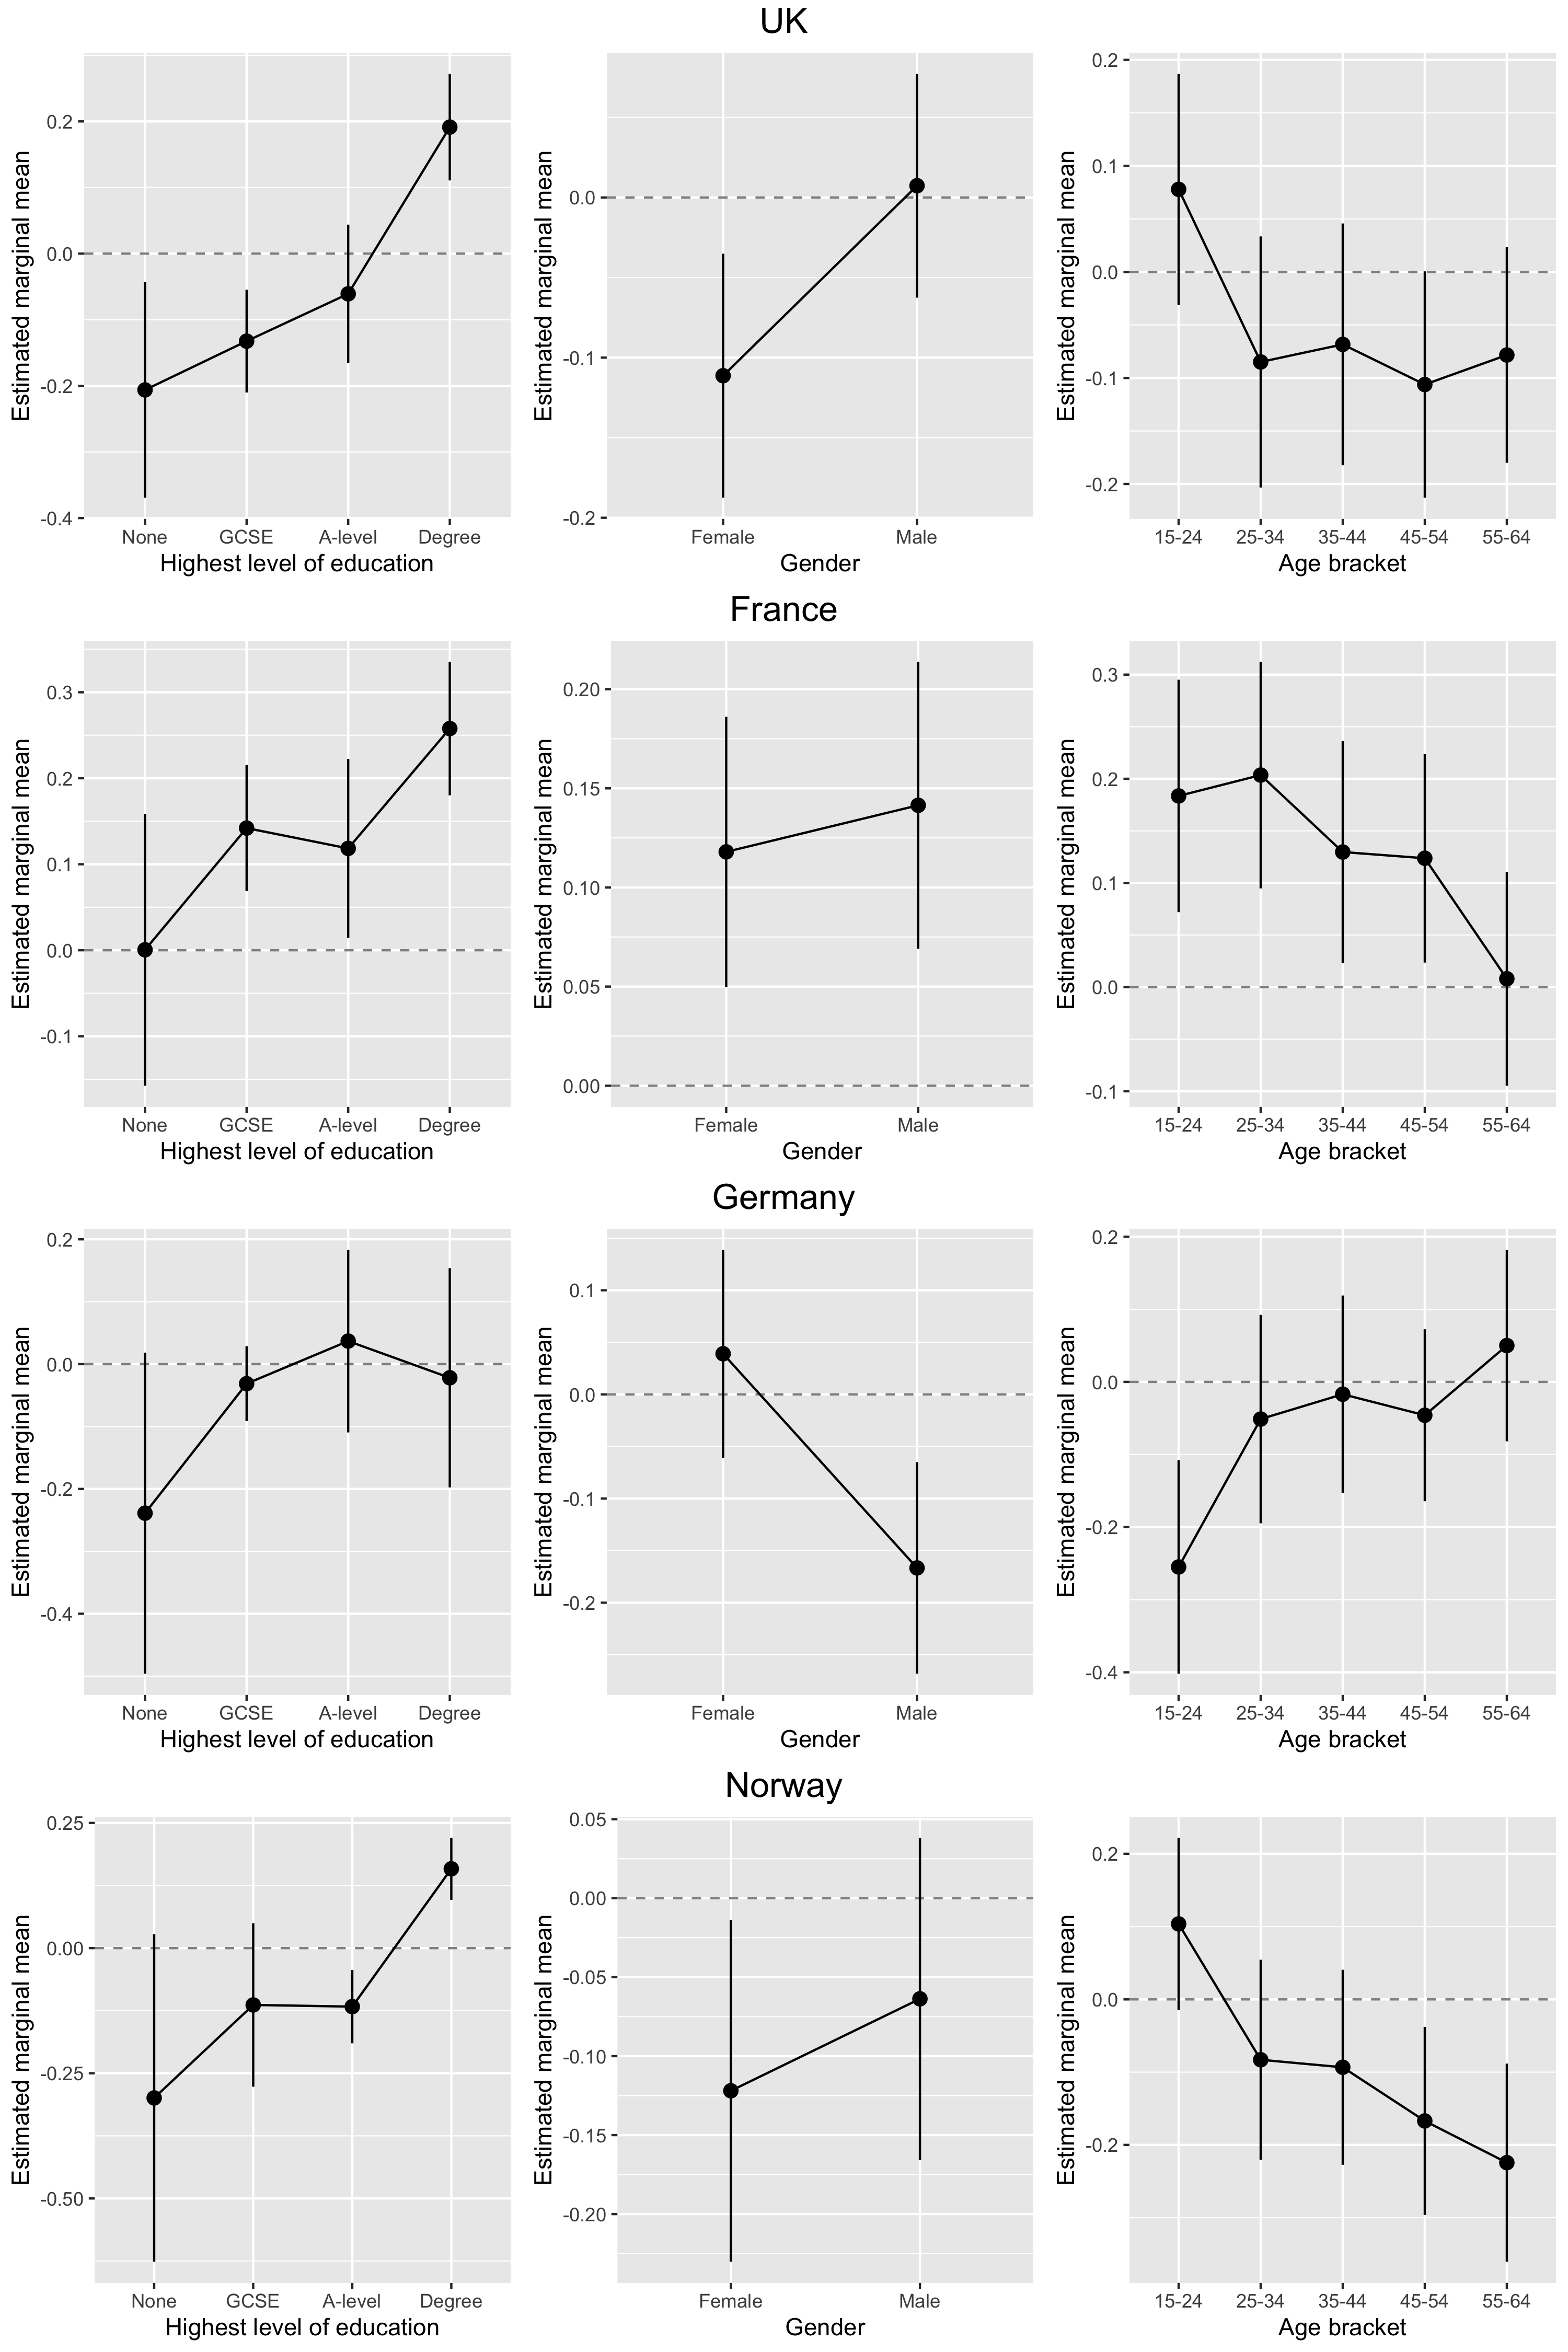 UK
Estimated marginal mean
0.2
0.0
-0.2
-0.4
None GCSE A-level Degree
Highest level of education
Estimated marginal mean
0.0
-0.1
-0.2
Female Male
Gender
Estimated marginal mean
0.2
0.1
0.0
-0.1
-0.2
15-24 25-34 35-44 45-54 55-64
Age bracket
France
Estimated marginal mean
0.3
0.2
0.1
0.0
-0.1
None GCSE A-level Degree
Highest level of education
Estimated marginal mean
0.20
0.15
0.10
0.05
0.00
Female Male
Gender
Estimated marginal mean
0.3
0.2
0.1
0.0
-0.1
15-24 25-34 35-44 45-54 55-64
Age bracket
Germany
Estimated marginal mean
0.2
0.0
-0.2
-0.4
None GCSE A-level Degree
Highest level of education
Estimated marginal mean
0.1
0.0
-0.1
-0.2
Female Male
Gender
Estimated marginal mean
0.2
0.0
-0.2
-0.4
15-24 25-34 35-44 45-54 55-64
Age bracket
Norway
Estimated marginal mean
0.25
0.00
-0.25
-0.50
None GCSE A-level Degree
Highest level of education
Estimated marginal mean
0.05
0.00
-0.05
-0.10
-0.15
-0.20
Female Male
Gender
Estimated marginal mean
0.2
0.0
-0.2
15-24 25-34 35-44 45-54 55-64
Age bracket